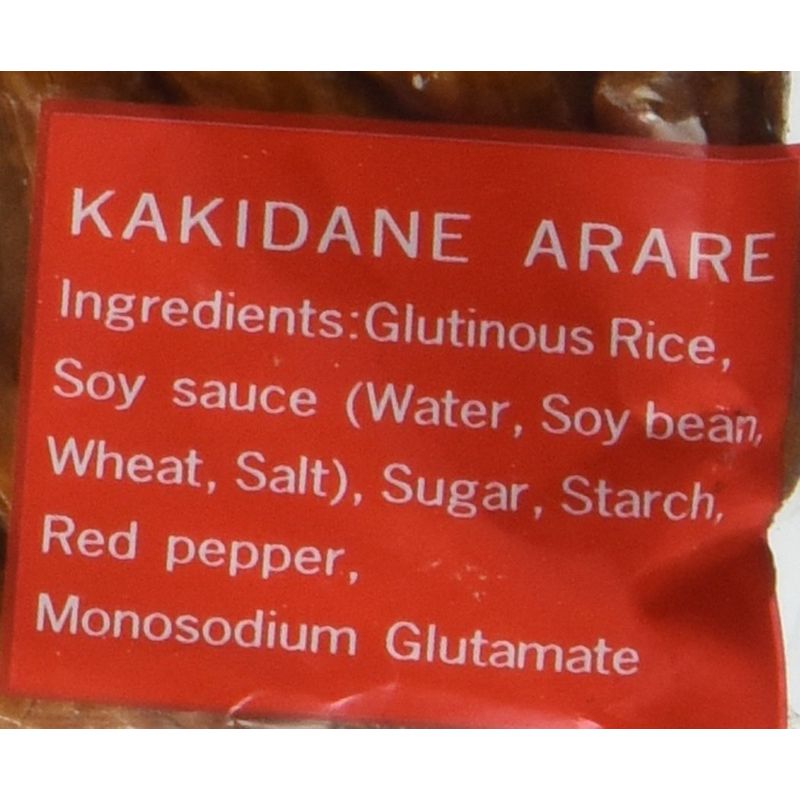 KAKIDANE ARARE
Ingredients:Glutinous Rice,
Soy sauce (Water, Soy bean,
Wheat, Salt), Sugar, Starch,
Red pepper,
Monosodium Glutamate